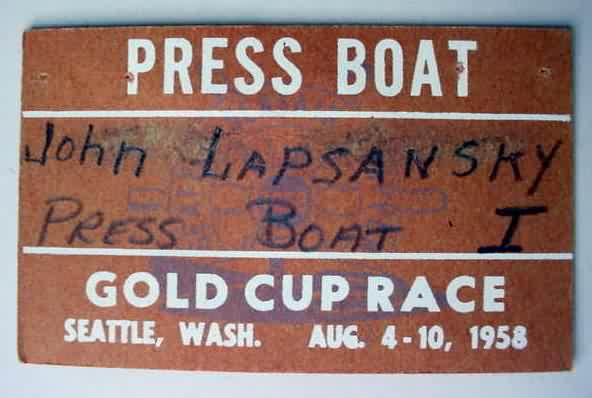 PRESS BOAT
John LAPSANSKY
PRESS BOAT I
GOLD CUP RACE
SEATTLE, WASH. AUG. 4-10, 1958